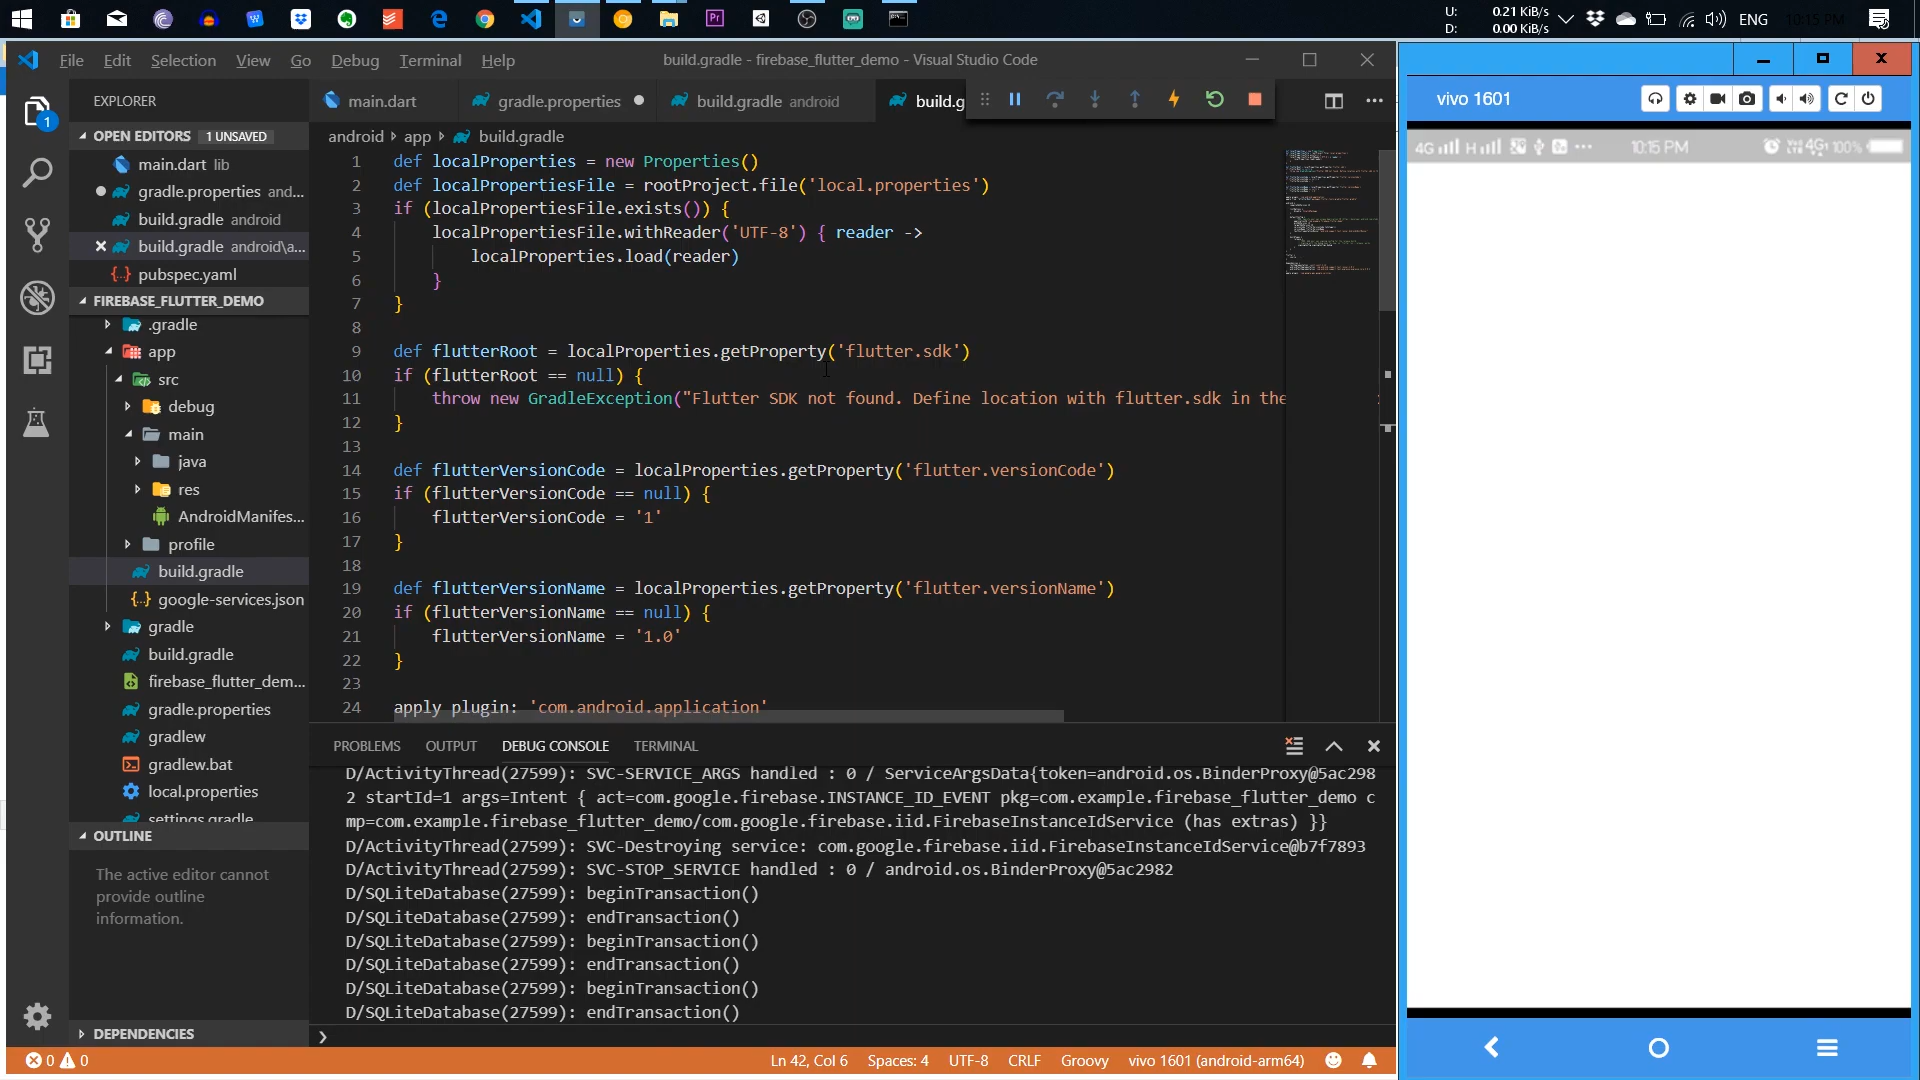 U: 0.21 KiB/s
D: 0.00 KiB/s
ENG
10:15 PM
File Edit Selection View Go Debug Terminal Help
build.gradle - firebase_flutter_demo - Visual Studio Code
vivo 1601
EXPLORER
main.dart gradle.properties build.gradle android build.g
OPEN EDITORS 1 UNSAVED
main.dart lib
gradle.properties and...
build.gradle android
build.gradle android\a...
pubspec.yaml
FIREBASE_FLUTTER_DEMO
.gradle
app
src
debug
main
java
res
AndroidManifes...
profile
build.gradle
google-services.json
gradle
build.gradle
firebase_flutter_dem...
gradle.properties
gradlew
gradlew.bat
local.properties
settings.gradle
OUTLINE
The active editor cannot
provide outline
information.
DEPENDENCIES
android app build.gradle
1 def localProperties = new Properties()
2 def localPropertiesFile = rootProject.file('local.properties')
3 if (localPropertiesFile.exists()) {
4 localPropertiesFile.withReader('UTF-8') { reader ->
5 localProperties.load(reader)
6 }
7 }
8
9 def flutterRoot = localProperties.getProperty('flutter.sdk')
10 if (flutterRoot == null) {
11 throw new GradleException("Flutter SDK not found. Define location with flutter.sdk in the
12 }
13
14 def flutterVersionCode = localProperties.getProperty('flutter.versionCode')
15 if (flutterVersionCode == null) {
16 flutterVersionCode = '1'
17 }
18
19 def flutterVersionName = localProperties.getProperty('flutter.versionName')
20 if (flutterVersionName == null) {
21 flutterVersionName = '1.0'
22 }
23
24 apply plugin: 'com.android.application'
PROBLEMS OUTPUT DEBUG CONSOLE TERMINAL
D/ActivityThread(27599): SVC-SERVICE_ARGS handled : 0 / ServiceArgsData{token=android.os.BinderProxy@5ac298
2 startId=1 args=Intent { act=com.google.firebase.INSTANCE_ID_EVENT pkg=com.example.firebase_flutter_demo c
mp=com.example.firebase_flutter_demo/com.google.firebase.iid.FirebaseInstanceIdService (has extras) }}
D/ActivityThread(27599): SVC-Destroying service: com.google.firebase.iid.FirebaseInstanceIdService@b7f7893
D/ActivityThread(27599): SVC-STOP_SERVICE handled : 0 / android.os.BinderProxy@5ac2982
D/SQLiteDatabase(27599): beginTransaction()
D/SQLiteDatabase(27599): endTransaction()
D/SQLiteDatabase(27599): beginTransaction()
D/SQLiteDatabase(27599): endTransaction()
D/SQLiteDatabase(27599): beginTransaction()
D/SQLiteDatabase(27599): endTransaction()
0 0 Ln 42, Col 6 Spaces: 4 UTF-8 CRLF Groovy vivo 1601 (android-arm64)
4G H 10:15 PM 4G 100%